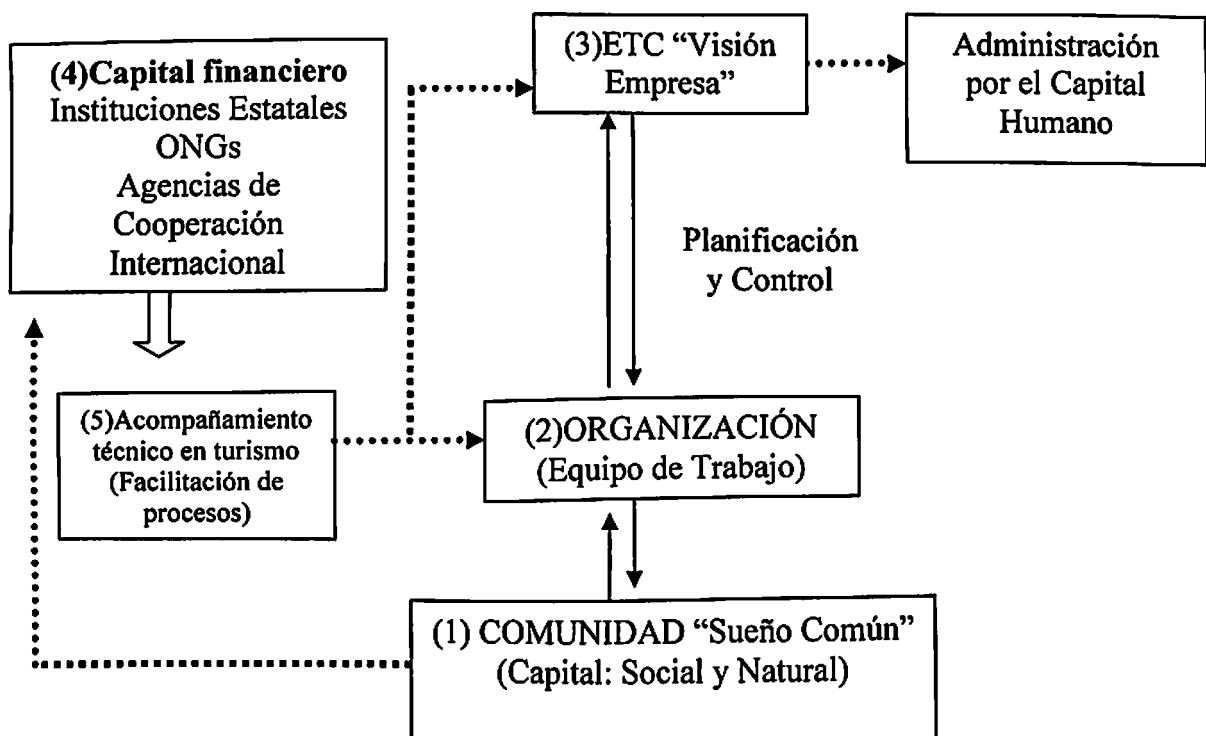 (4)Capital financiero
Instituciones Estatales
ONGs
Agencias de
Cooperación
Internacional
(3)ETC “Visión
Empresa”
Administración
por el Capital
Humano
Planificación
y Control
(5)Acompañamiento
técnico en turismo
(Facilitación de
procesos)
(2)ORGANIZACIÓN
(Equipo de Trabajo)
(1) COMUNIDAD “Sueño Común”
(Capital: Social y Natural)